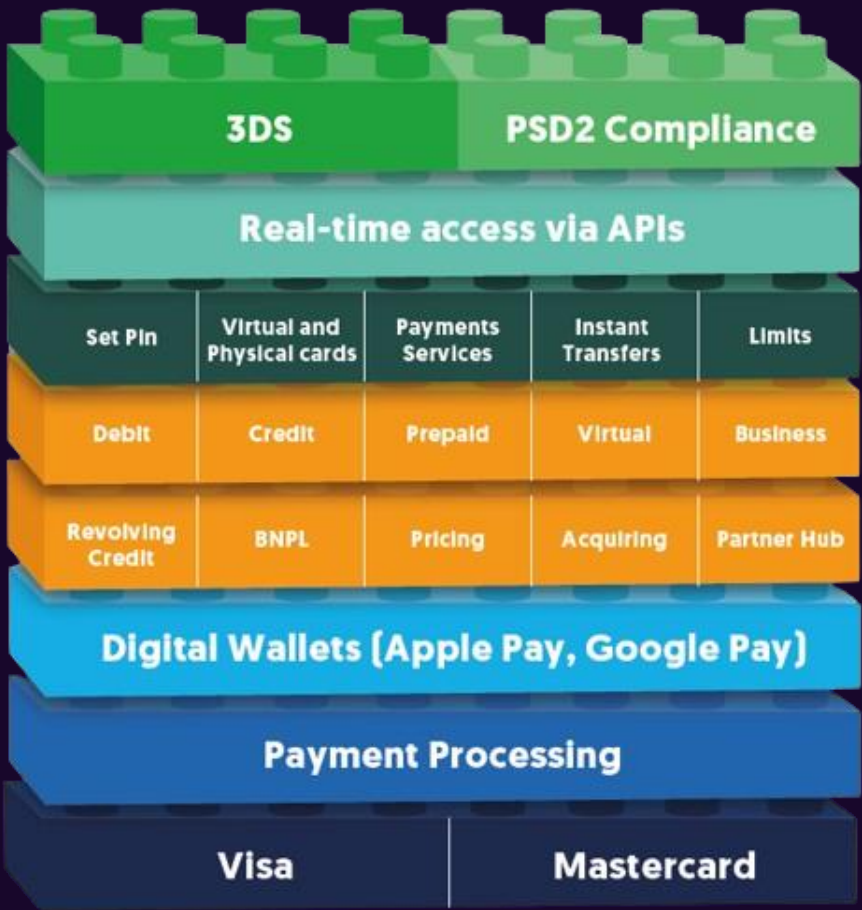 3DS
PSD2 Compliance
Real-time access via APIs
Set Pin
Virtual and
Physical cards
Payments
Services
Instant
Transfers
Limits
Debit
Credit
Prepaid
Virtual
Business
Revolving
Credit
BNPL
Pricing
Acquiring
Partner Hub
Digital Wallets (Apple Pay, Google Pay)
Payment Processing
Visa
Mastercard